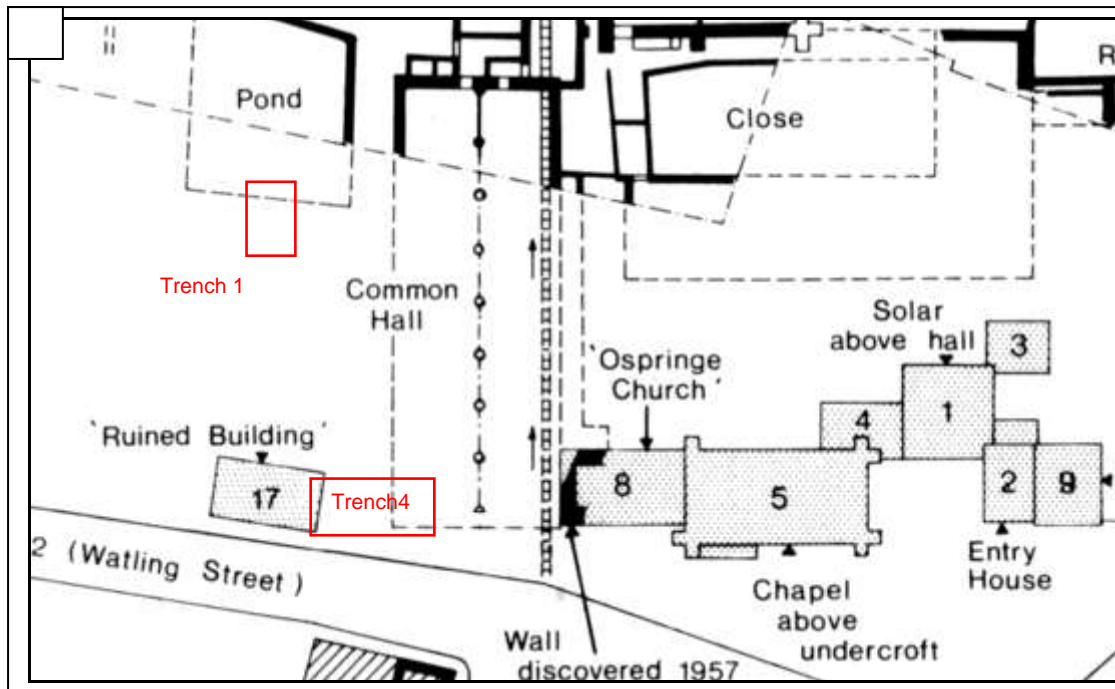 Pond
Close
R
Trench 1
Common
Hall
Solar
above hall
3
'Ospringe
Church'
1
4
'Ruined Building'
17
Trench4
8
5
2
9
2 (Watling Street)
Entry
House
Chapel
above
undercroft
Wall
discovered 1957